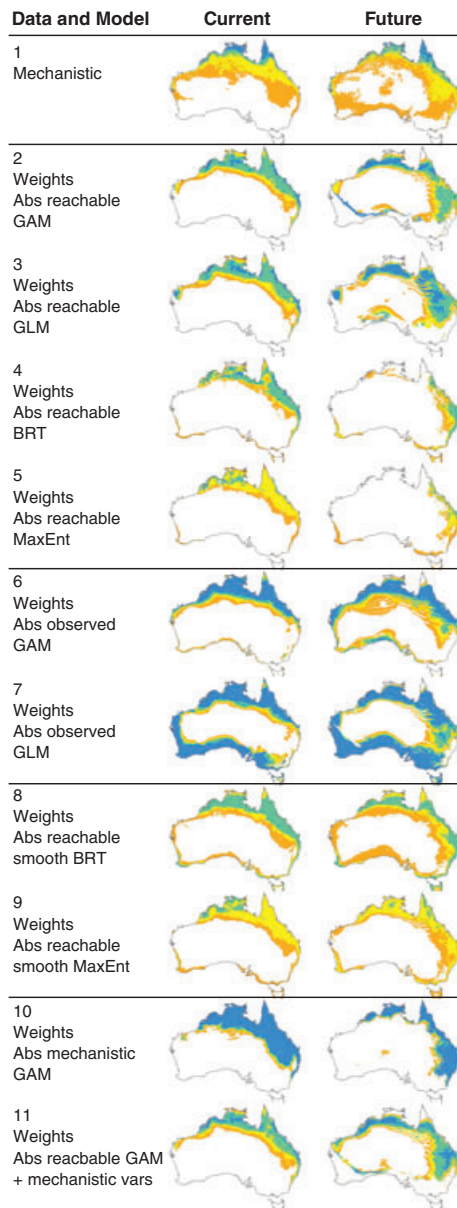 Data and Model Current Future
1
Mechanistic
2
Weights
Abs reachable
GAM
3
Weights
Abs reachable
GLM
4
Weights
Abs reachable
BRT
5
Weights
Abs reachable
MaxEnt
6
Weights
Abs observed
GAM
7
Weights
Abs observed
GLM
8
Weights
Abs reachable
smooth BRT
9
Weights
Abs reachable
smooth MaxEnt
10
Weights
Abs mechanistic
GAM
11
Weights
Abs reacbable GAM
+ mechanistic vars